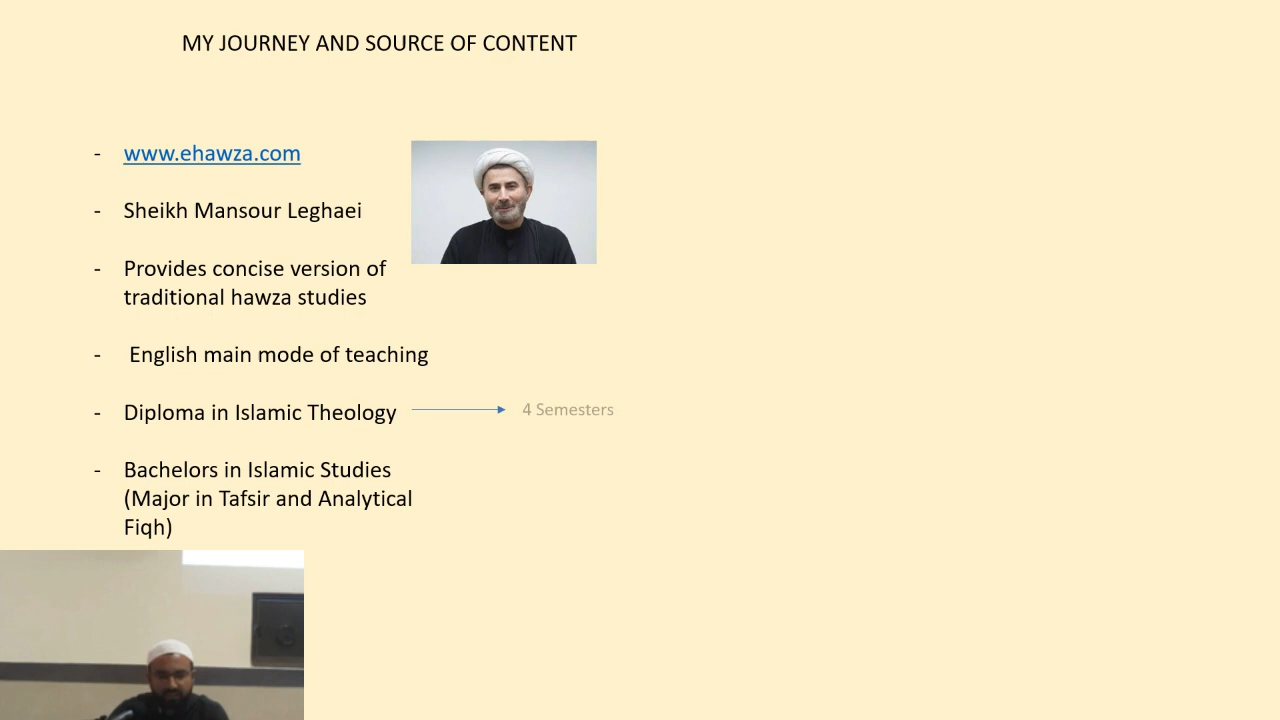 MY JOURNEY AND SOURCE OF CONTENT
- www.ehawza.com
- Sheikh Mansour Leghaei
- Provides concise version of
traditional hawza studies
- English main mode of teaching
- Diploma in Islamic Theology
4 Semesters
- Bachelors in Islamic Studies
(Major in Tafsir and Analytical
Fiqh)